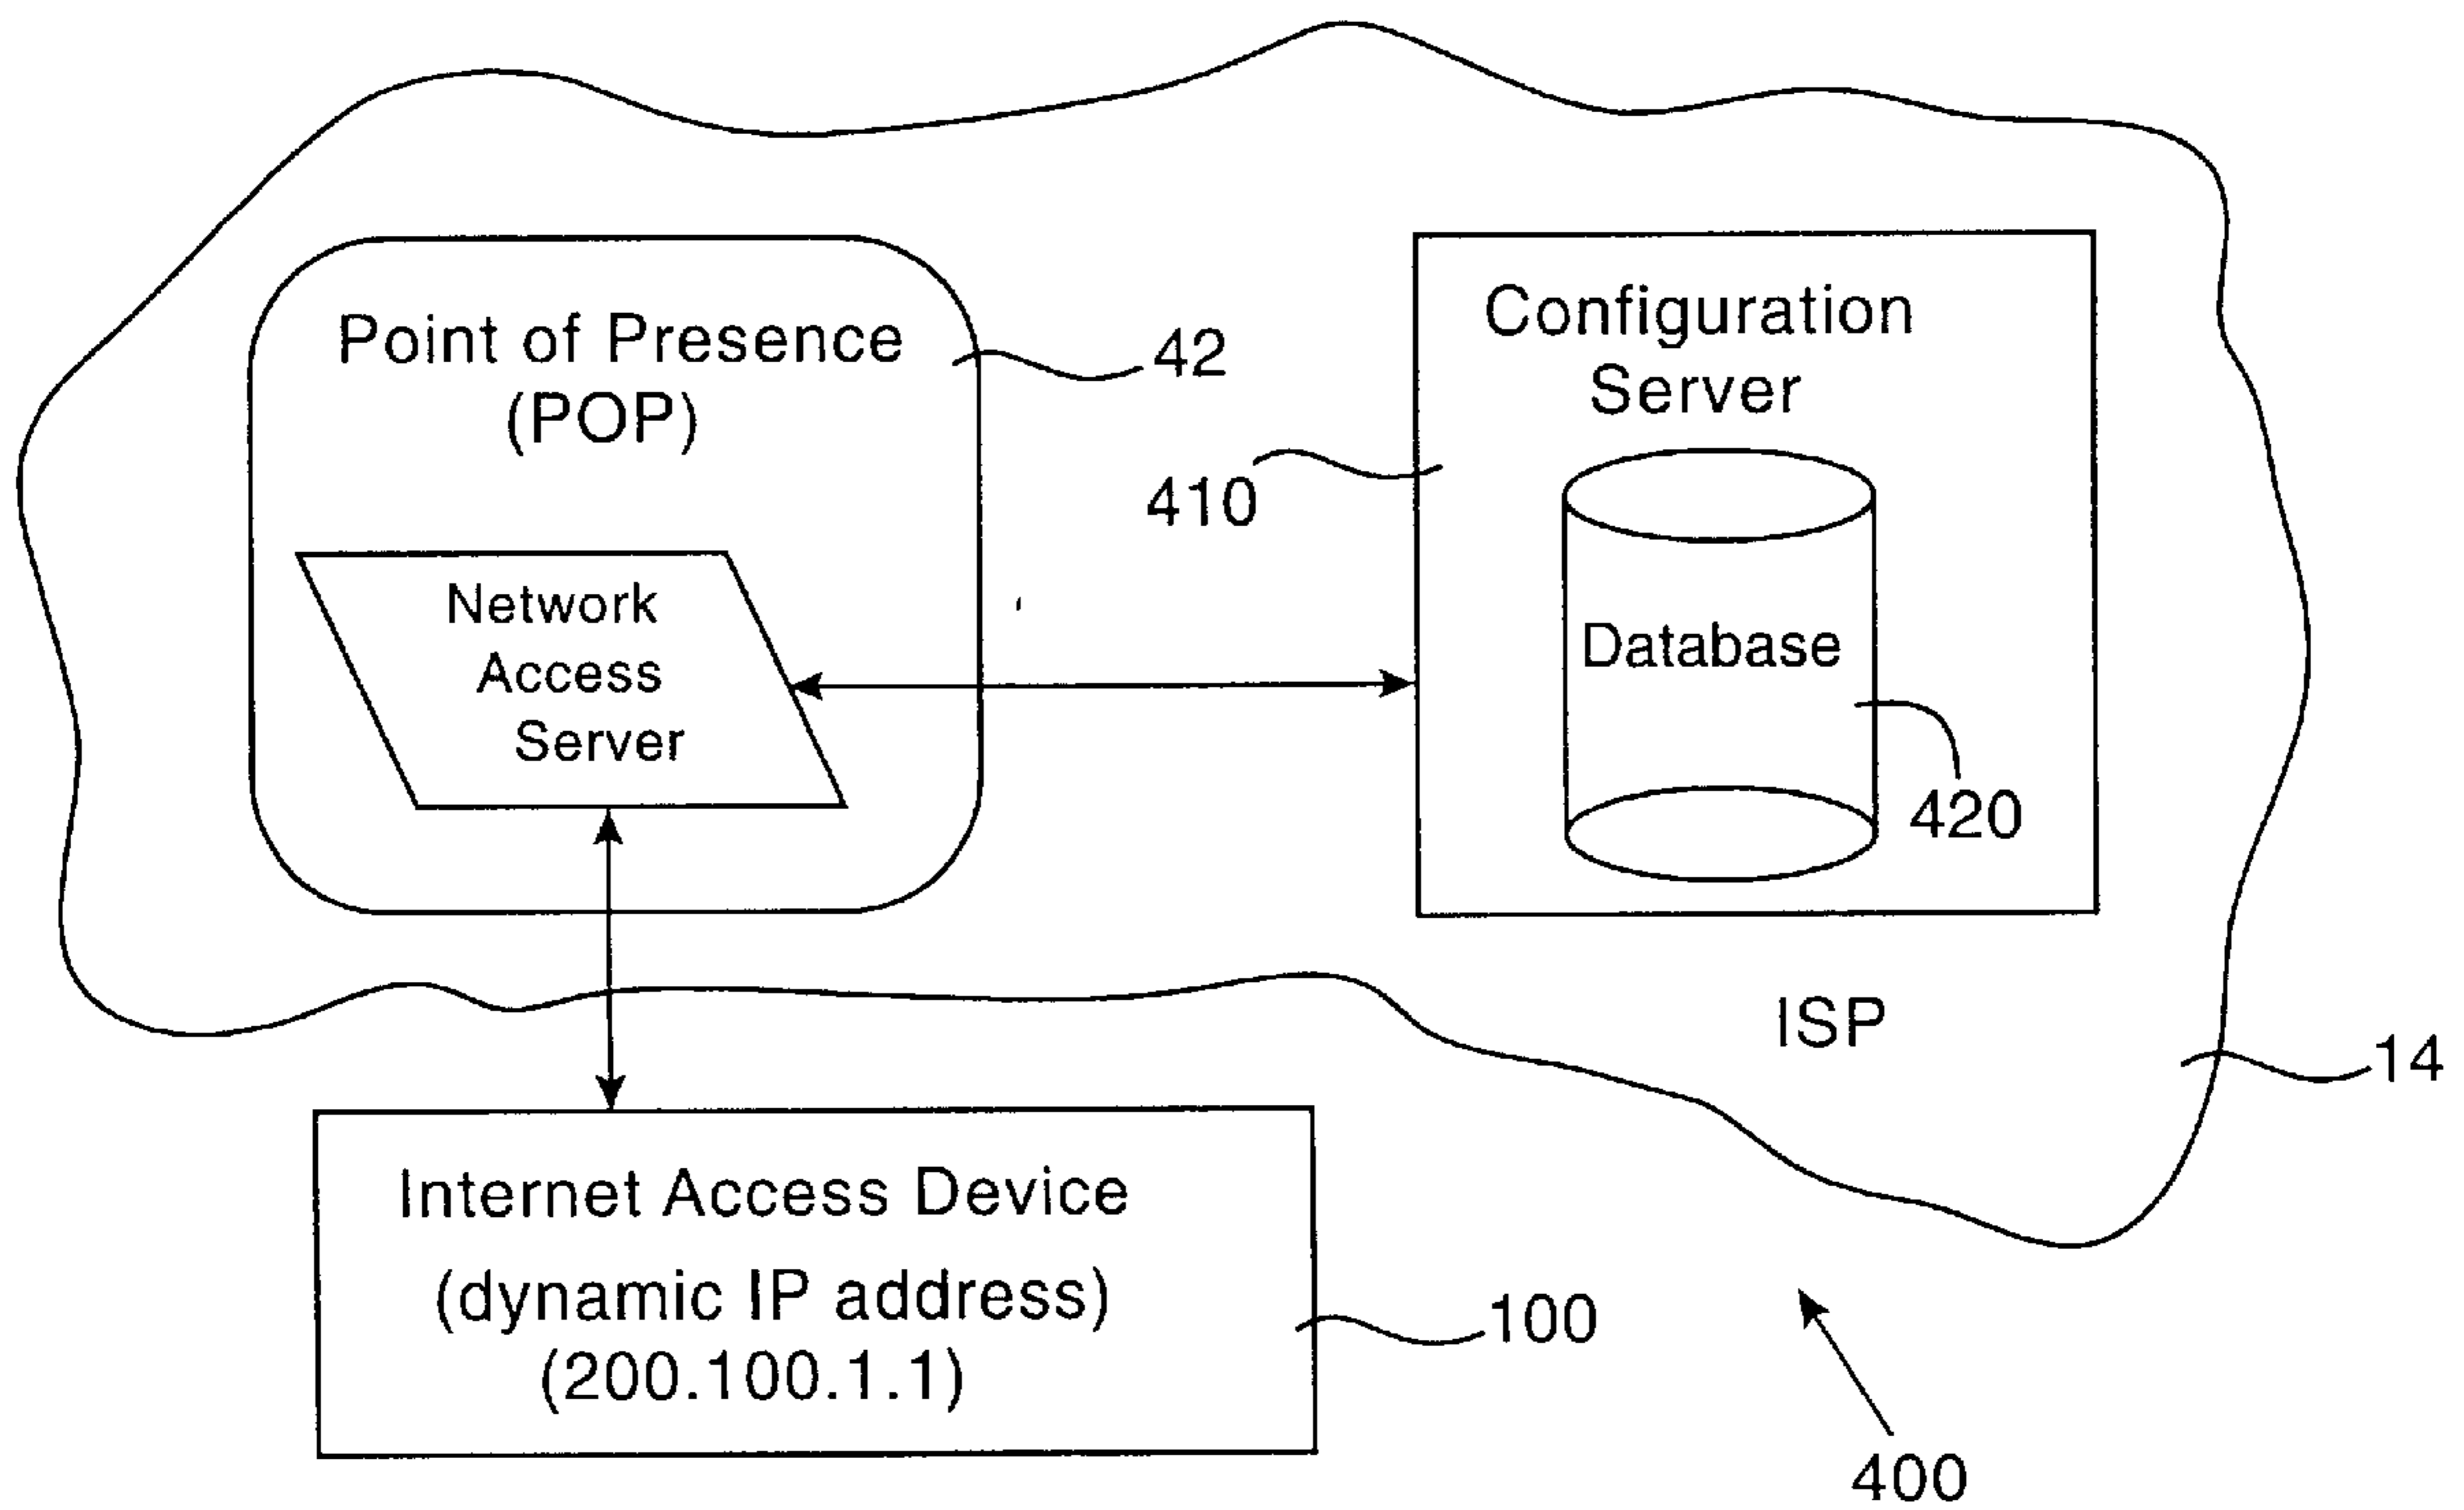 Point of Presence
(POP)
42
Configuration
Server
410
Network
Access
Server
Database
420
ISP
14
Internet Access Device
(dynamic IP address)
(200.100.1.1)
100
400